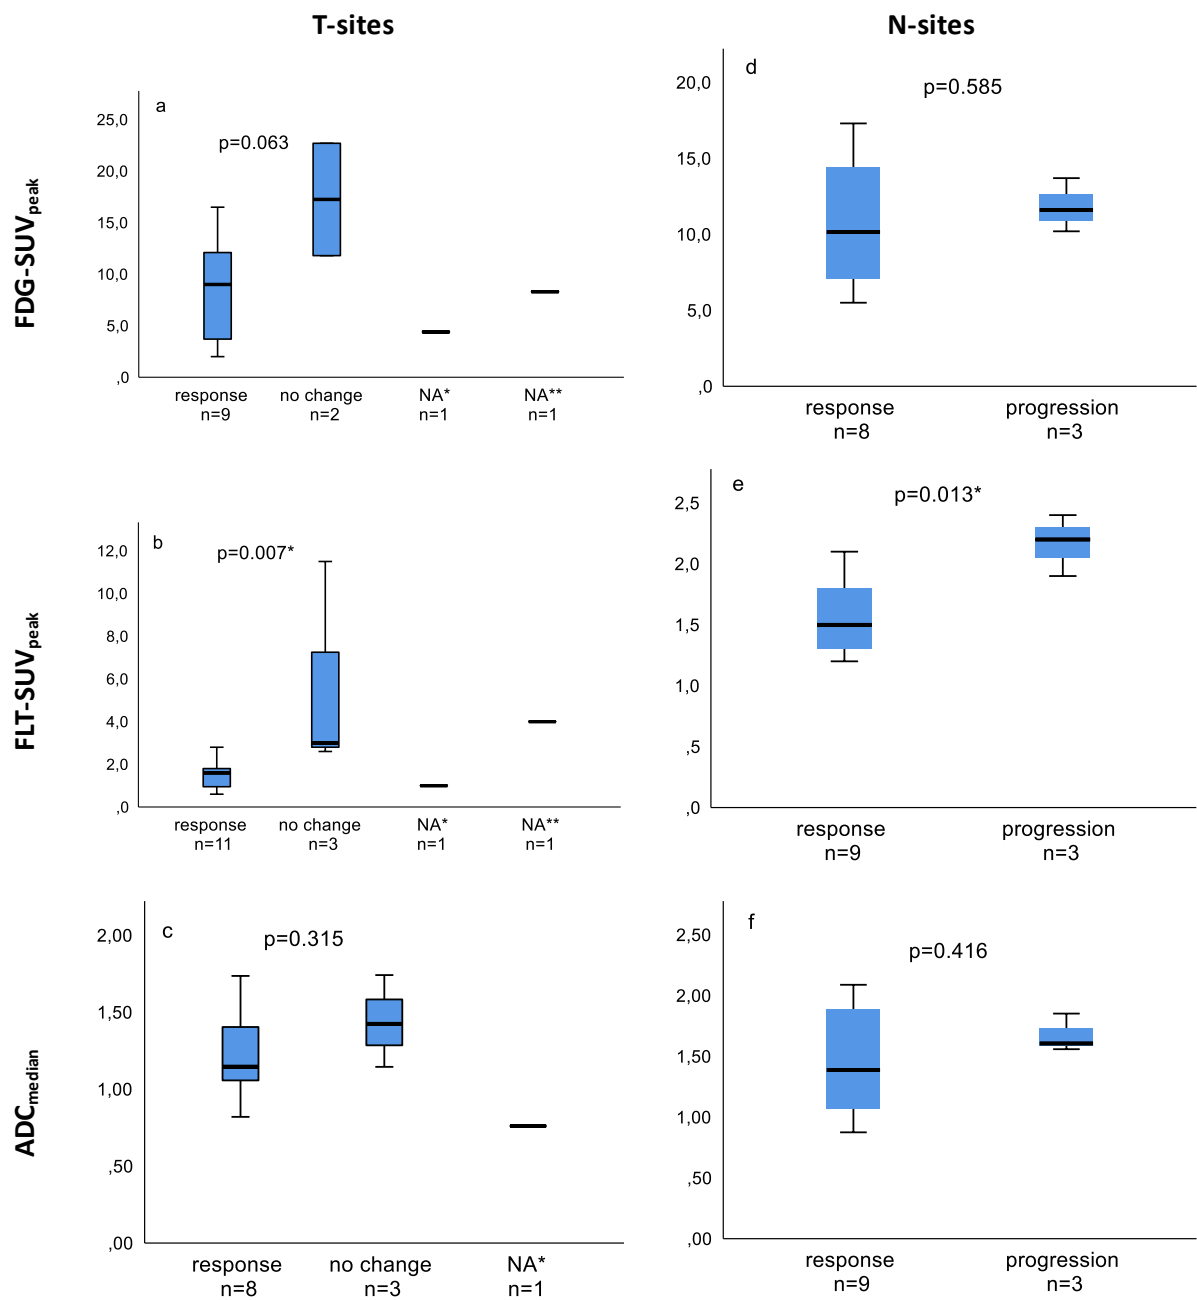 T-sites
N-sites
FDG-SUVpeak
a
p=0.063
25,0
20,0
15,0
10,0
5,0
,0
response
n=9
no change
n=2
NA*
n=1
NA**
n=1
d
p=0.585
20,0
15,0
10,0
5,0
,0
response
n=8
progression
n=3
FLT-SUVpeak
b
p=0.007*
12,0
10,0
8,0
6,0
4,0
2,0
,0
response
n=11
no change
n=3
NA*
n=1
NA**
n=1
e
p=0.013*
2,5
2,0
1,5
1,0
,5
,0
response
n=9
progression
n=3
ADCmedian
c
p=0.315
2,00
1,50
1,00
,50
,00
response
n=8
no change
n=3
NA*
n=1
f
p=0.416
2,50
2,00
1,50
1,00
,50
,00
response
n=9
progression
n=3